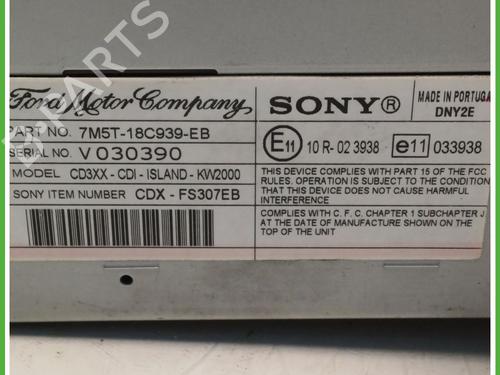 B-PARTS
Ford Motor Company
PART NO. 7M5T-18C939-EB
SERIAL NO. V030390
MODEL CD3XX - CDI - ISLAND - KW2000
SONY ITEM NUMBER CDX - FS307EB
SONY®
MADE IN PORTUGA
DNY2E
E11 10 R- 02 3938 e11 033938
THIS DEVICE COMPLIES WITH PART 15 OF THE FCC
RULES. OPERATION IS SUBJECT TO THE CONDITION
THIS DEVICE DOES NOT CAUSE HARMFUL
INTERFERENCE
COMPLIES WITH C. F. C. CHAPTER 1 SUBCHAPTER J
AT THE DATE OF MANUFACTURE SHOWN ON THE
TOP OF THE UNIT